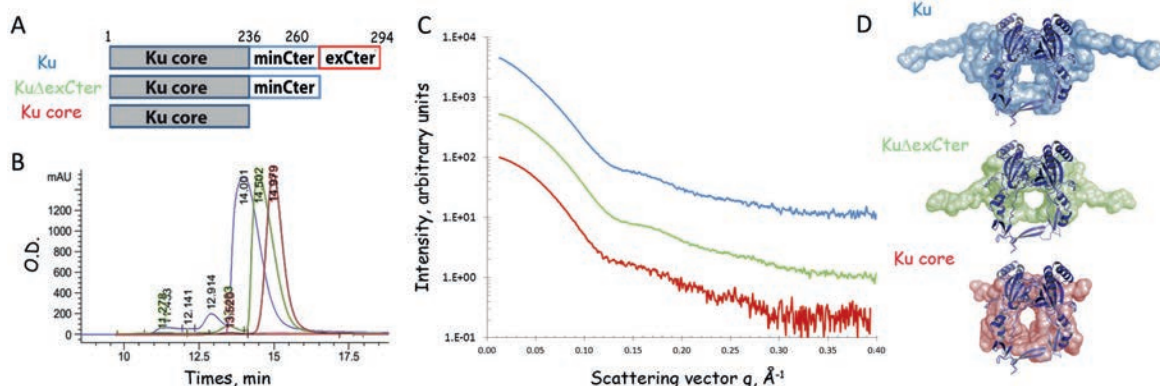 A
1 236 260 294
Ku Ku core minCter exCter
KuΔexCter Ku core minCter
Ku core Ku core
B
mAU
1200
1000
800
600
400
200
0
O.D.
12.141
12.914
13.520
14.001
14.502
14.979
10 12.5 15 17.5
Times, min
C
Intensity, arbitrary units
1.E+04
1.E+03
1.E+02
1.E+01
1.E+00
1.E-01
0.00 0.05 0.10 0.15 0.20 0.25 0.30 0.35 0.40
Scattering vector q, Å⁻¹
D
Ku
KuΔexCter
Ku core